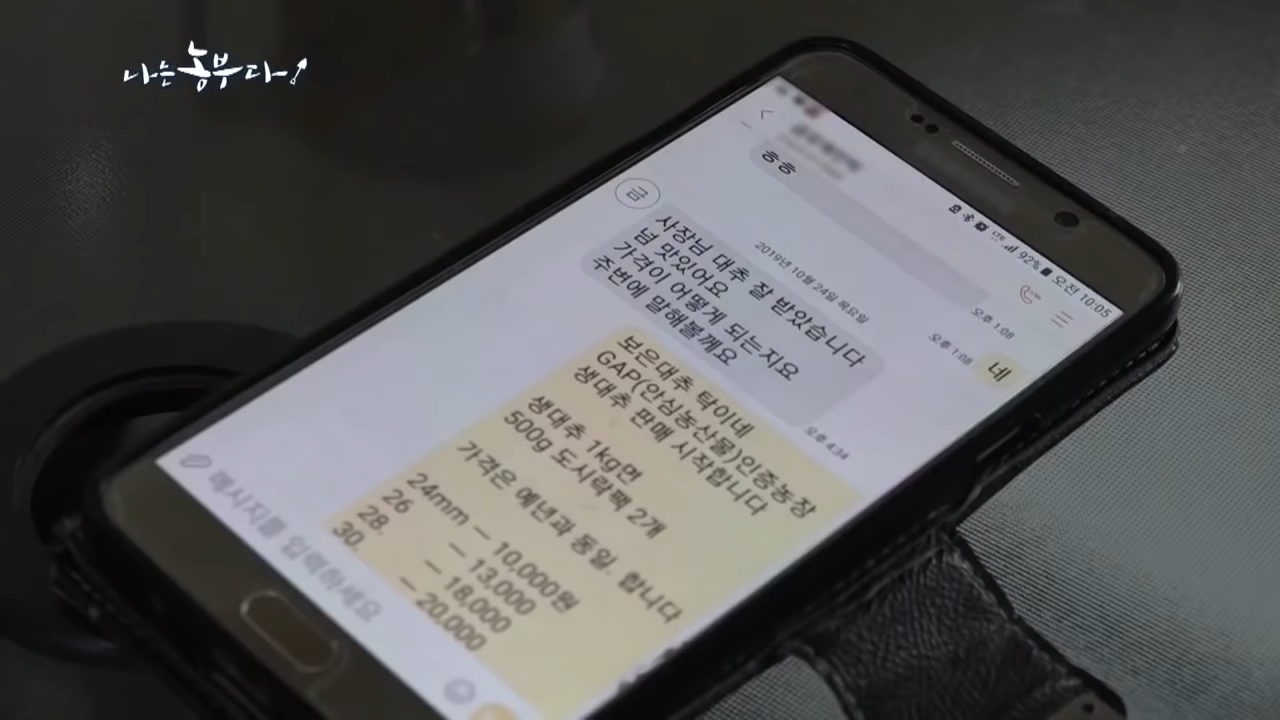 나는농부다!
LTE 92% 오전 10:05
ㅎㅎ
오후 1:08
네
오후 1:08
2019년 10월 24일 목요일
금
사장님 대추 잘 받았습니다
넘 맛있어요
가격이 어떻게 되는지요
주변에 말해볼께요
오후 4:34
보은대추 탁이네
GAP(안심농산물)인증농장
생대추 판매 시작합니다
생대추 1kg면
500g 도시락팩 2개
가격은 예년과 동일. 합니다
24mm — 10,000원
26 — 13,000
28. — 18,000
30. — 20,000
메시지를 입력하세요